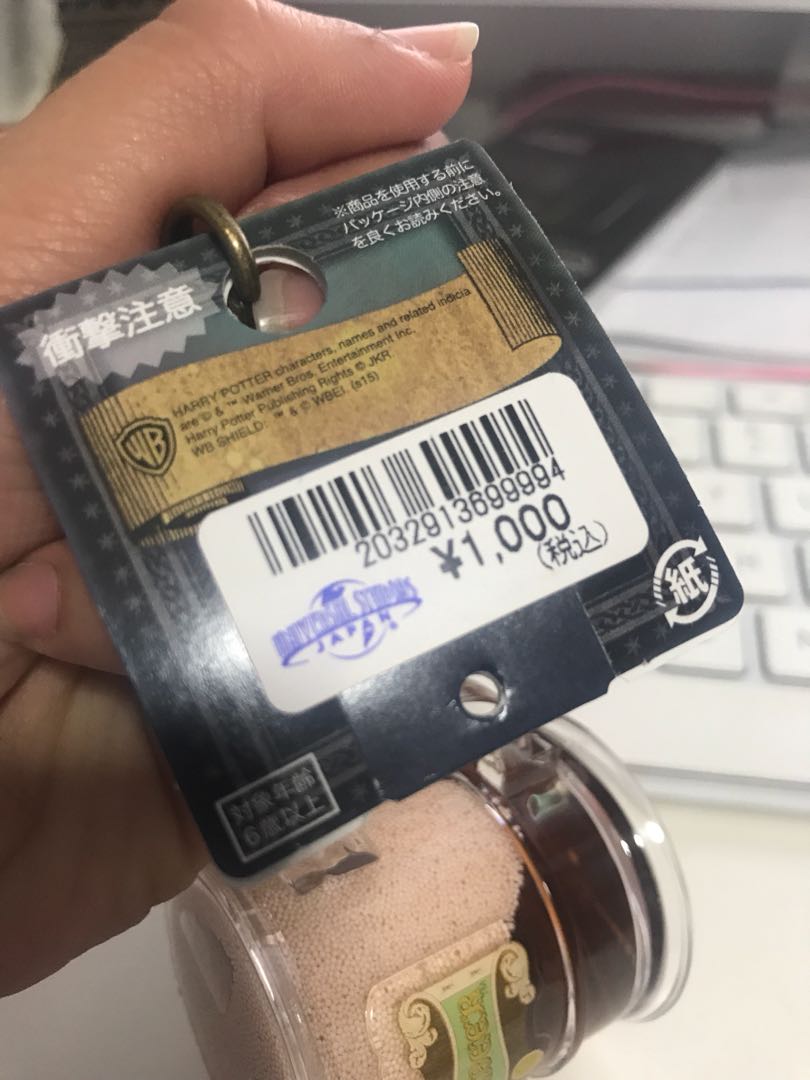 ※商品を使用する前に
パッケージ内側の注意
を良くお読みください。
衝撃注意
HARRY POTTER characters, names and related indicia
are © & ™ Warner Bros. Entertainment Inc.
Harry Potter Publishing Rights © JKR
WB SHIELD: ™ & © WBEI. (s15)
WB
2032913699994
¥1,000
(税込)
UNIVERSAL STUDIOS
JAPAN
紙
対象年齢
6歳以上